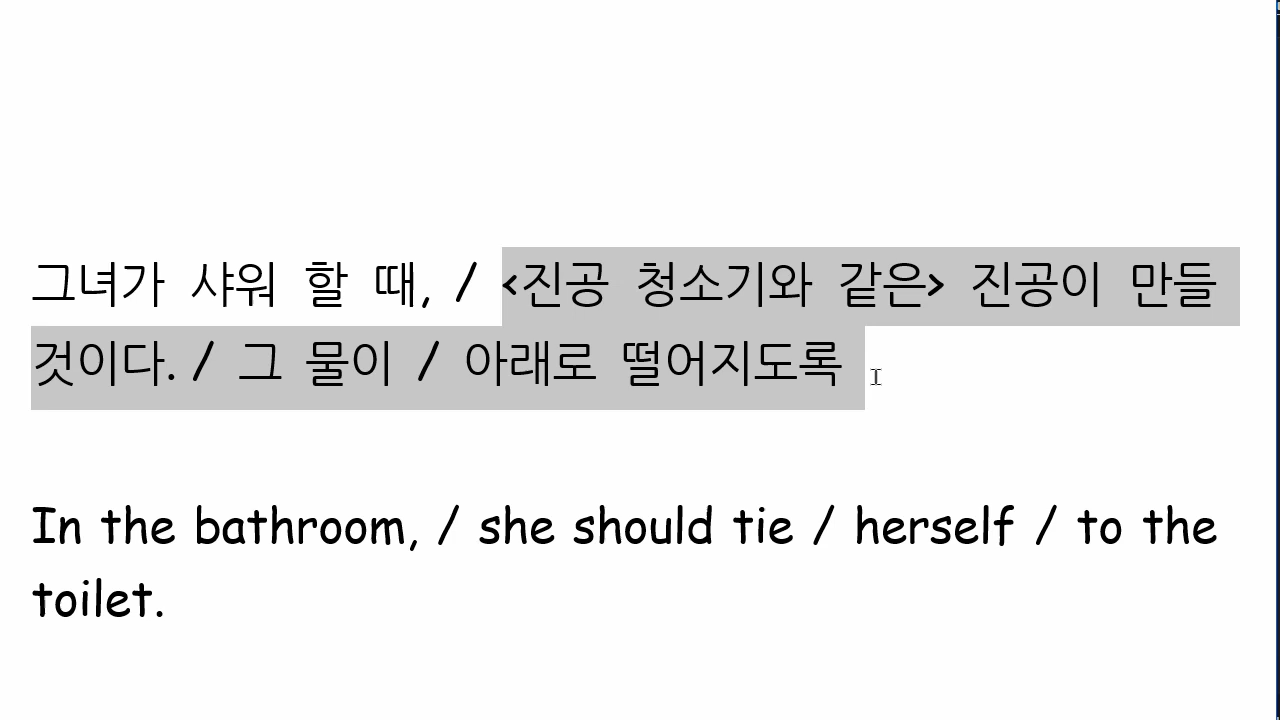 그녀가 샤워 할 때, / <진공 청소기와 같은> 진공이 만들
것이다. / 그 물이 / 아래로 떨어지도록
In the bathroom, / she should tie / herself / to the
toilet.